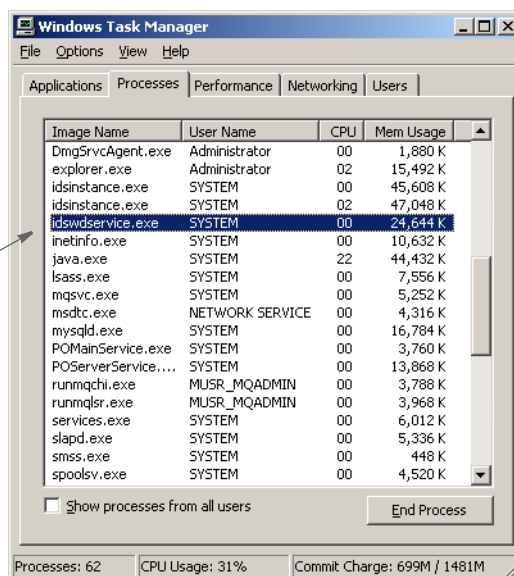 Windows Task Manager
File Options View Help
Applications Processes Performance Networking Users
Image Name User Name CPU Mem Usage
DmgSrvcAgent.exe Administrator 00 1,880 K
explorer.exe Administrator 02 15,492 K
idsinstance.exe SYSTEM 00 45,608 K
idsinstance.exe SYSTEM 02 47,048 K
idswdservice.exe SYSTEM 00 24,644 K
inetinfo.exe SYSTEM 00 10,632 K
java.exe SYSTEM 22 44,432 K
lsass.exe SYSTEM 00 7,556 K
mqsvc.exe SYSTEM 00 5,252 K
msdtc.exe NETWORK SERVICE 00 4,316 K
mysqld.exe SYSTEM 00 16,784 K
POMainService.exe SYSTEM 00 3,760 K
POServerService.... SYSTEM 00 13,868 K
runmqchi.exe MUSR_MQADMIN 00 3,788 K
runmqlsr.exe MUSR_MQADMIN 00 3,968 K
services.exe SYSTEM 00 6,012 K
slapd.exe SYSTEM 00 5,336 K
smss.exe SYSTEM 00 448 K
spoolsv.exe SYSTEM 00 4,520 K
Show processes from all users End Process
Processes: 62 CPU Usage: 31% Commit Charge: 699M / 1481M